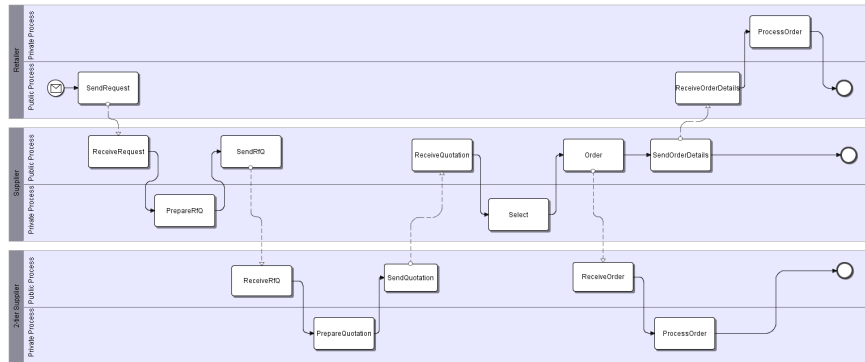 Retailer
Private Process
Public Process
ProcessOrder
SendRequest
ReceiveOrderDetails
Supplier
Public Process
Private Process
ReceiveRequest
SendRfQ
ReceiveQuotation
Order
SendOrderDetails
PrepareRfQ
Select
2-tier Supplier
Public Process
Private Process
ReceiveRfQ
SendQuotation
ReceiveOrder
PrepareQuotation
ProcessOrder